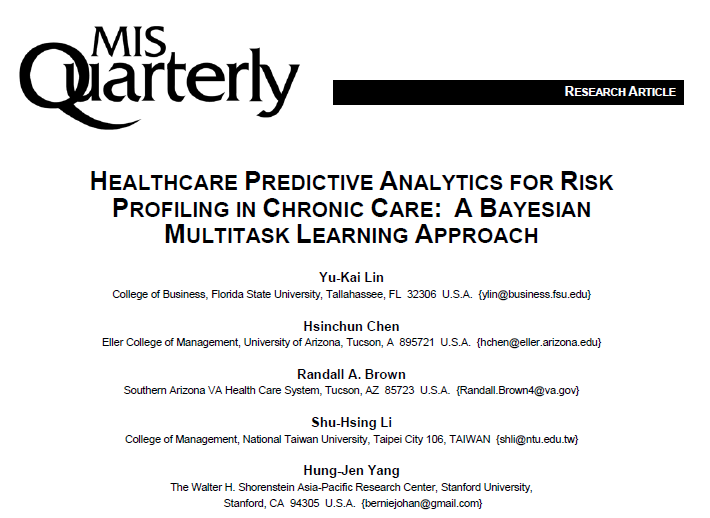 MIS
Quarterly
RESEARCH ARTICLE
HEALTHCARE PREDICTIVE ANALYTICS FOR RISK
PROFILING IN CHRONIC CARE: A BAYESIAN
MULTITASK LEARNING APPROACH
Yu-Kai Lin
College of Business, Florida State University, Tallahassee, FL 32306 U.S.A. {ylin@business.fsu.edu}
Hsinchun Chen
Eller College of Management, University of Arizona, Tucson, A 895721 U.S.A. {hchen@eller.arizona.edu}
Randall A. Brown
Southern Arizona VA Health Care System, Tucson, AZ 85723 U.S.A. {Randall.Brown4@va.gov}
Shu-Hsing Li
College of Management, National Taiwan University, Taipei City 106, TAIWAN {shli@ntu.edu.tw}
Hung-Jen Yang
The Walter H. Shorenstein Asia-Pacific Research Center, Stanford University,
Stanford, CA 94305 U.S.A. {berniejohan@gmail.com}